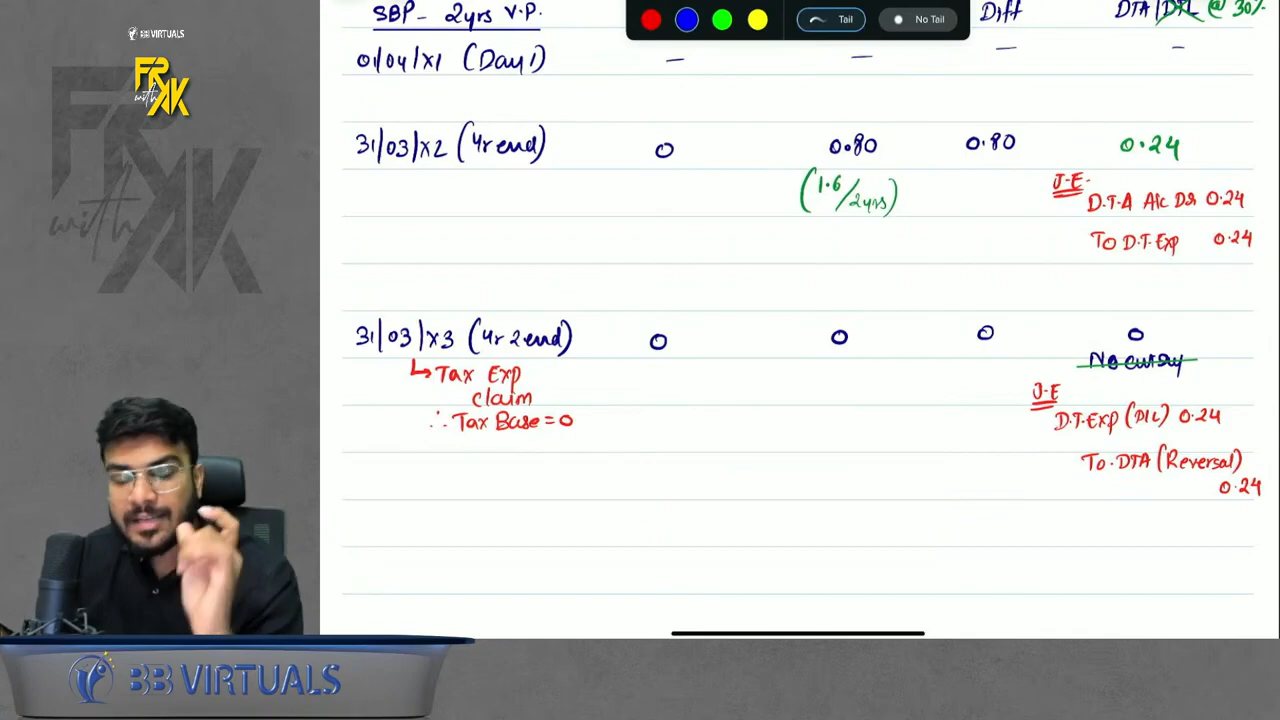 BB VIRTUALS
FR
with
AK
FR
with
AK
SBP - 2yrs V.P.
Tail
No Tail
Diff
DTA/DTL @ 30%
01/04/X1 (Day 1)
—
—
—
—
31/03/X2 (Yr end)
0
0.80
0.80
0.24
(1.6/2yrs)
J.E.
D.T.A A/c Dr 0.24
To D.T. Exp 0.24
31/03/X3 (Yr 2 end)
0
0
0
0
↳ Tax Exp
claim
∴ Tax Base = 0
J.E
D.T. Exp (P/L) 0.24
To DTA (Reversal)
0.24
BB VIRTUALS